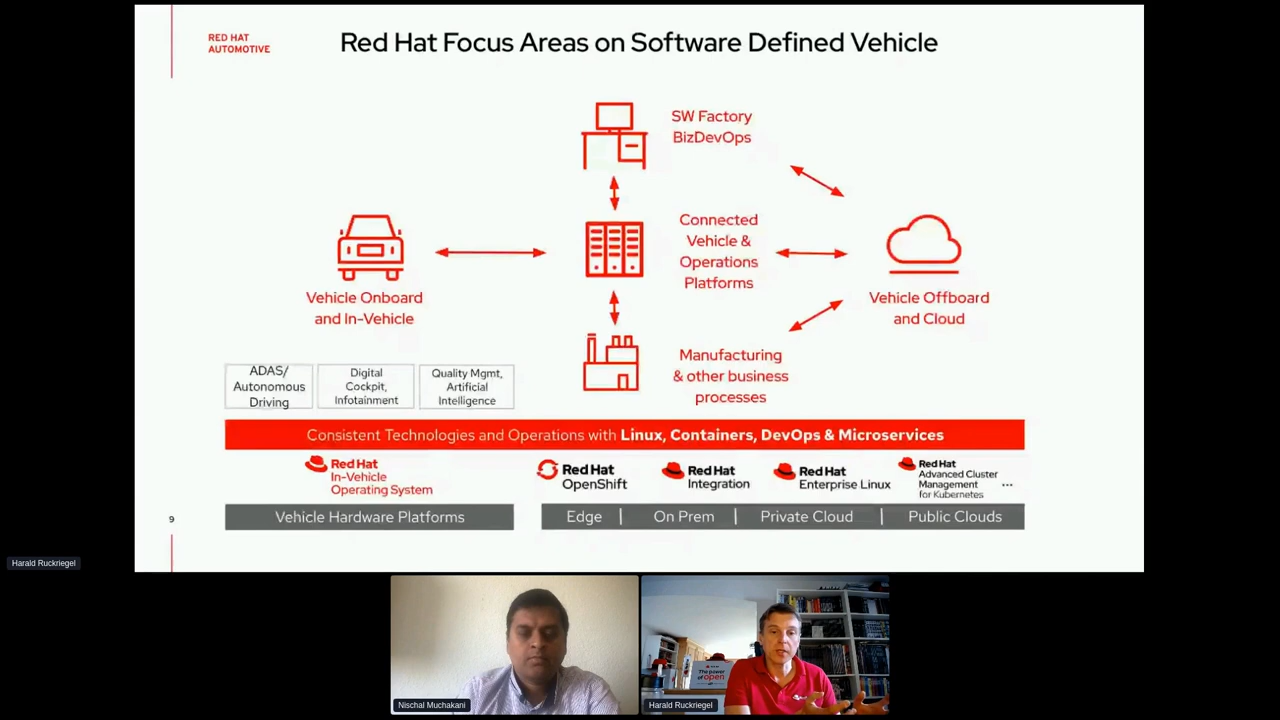 RED HAT
AUTOMOTIVE
Red Hat Focus Areas on Software Defined Vehicle
SW Factory
BizDevOps
Connected
Vehicle &
Operations
Platforms
Vehicle Onboard
and In-Vehicle
Vehicle Offboard
and Cloud
Manufacturing
& other business
processes
ADAS/
Autonomous
Driving
Digital
Cockpit,
Infotainment
Quality Mgmt,
Artificial
Intelligence
Consistent Technologies and Operations with Linux, Containers, DevOps & Microservices
Red Hat
In-Vehicle
Operating System
Red Hat
OpenShift
Red Hat
Integration
Red Hat
Enterprise Linux
Red Hat
Advanced Cluster
Management
for Kubernetes
...
Vehicle Hardware Platforms
Edge | On Prem | Private Cloud | Public Clouds
9
Harald Ruckriegel
The power
of open
Nischal Muchakani
Harald Ruckriegel